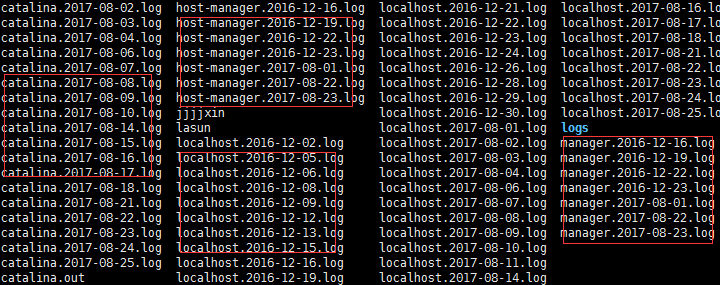 catalina.2017-08-02.log host-manager.2016-12-16.log localhost.2016-12-21.log localhost.2017-08-16.log
catalina.2017-08-03.log host-manager.2016-12-19.log localhost.2016-12-22.log localhost.2017-08-17.log
catalina.2017-08-04.log host-manager.2016-12-22.log localhost.2016-12-23.log localhost.2017-08-18.log
catalina.2017-08-06.log host-manager.2016-12-23.log localhost.2016-12-24.log localhost.2017-08-21.log
catalina.2017-08-07.log host-manager.2017-08-01.log localhost.2016-12-26.log localhost.2017-08-22.log
catalina.2017-08-08.log host-manager.2017-08-22.log localhost.2016-12-28.log localhost.2017-08-23.log
catalina.2017-08-09.log host-manager.2017-08-23.log localhost.2016-12-29.log localhost.2017-08-24.log
catalina.2017-08-10.log jjjjxin localhost.2016-12-30.log localhost.2017-08-25.log
catalina.2017-08-14.log lasun localhost.2017-08-01.log logs
catalina.2017-08-15.log localhost.2016-12-02.log localhost.2017-08-02.log manager.2016-12-16.log
catalina.2017-08-16.log localhost.2016-12-05.log localhost.2017-08-03.log manager.2016-12-19.log
catalina.2017-08-17.log localhost.2016-12-06.log localhost.2017-08-04.log manager.2016-12-22.log
catalina.2017-08-18.log localhost.2016-12-08.log localhost.2017-08-06.log manager.2016-12-23.log
catalina.2017-08-21.log localhost.2016-12-09.log localhost.2017-08-07.log manager.2017-08-01.log
catalina.2017-08-22.log localhost.2016-12-12.log localhost.2017-08-08.log manager.2017-08-22.log
catalina.2017-08-23.log localhost.2016-12-13.log localhost.2017-08-09.log manager.2017-08-23.log
catalina.2017-08-24.log localhost.2016-12-15.log localhost.2017-08-10.log
catalina.2017-08-25.log localhost.2016-12-16.log localhost.2017-08-11.log
catalina.out localhost.2016-12-19.log localhost.2017-08-14.log